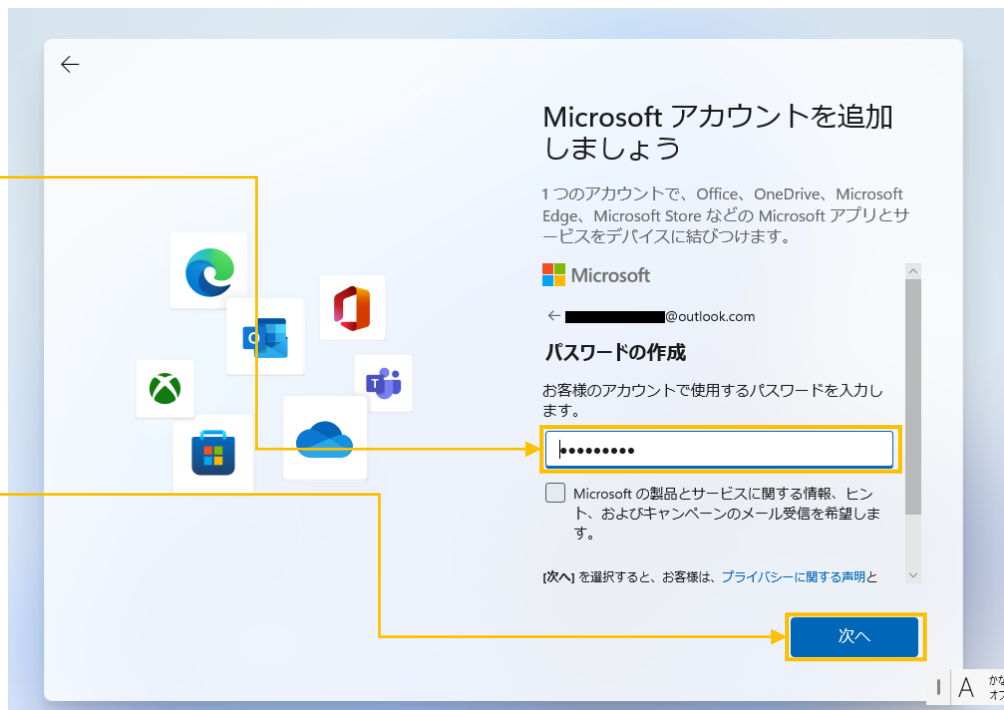 Microsoft アカウントを追加
しましょう
1 つのアカウントで、Office、OneDrive、Microsoft
Edge、Microsoft Store などの Microsoft アプリとサ
ービスをデバイスに結びつけます。
Microsoft
@outlook.com
パスワードの作成
お客様のアカウントで使用するパスワードを入力し
ます。
Microsoft の製品とサービスに関する情報、ヒン
ト、およびキャンペーンのメール受信を希望しま
す。
[次へ] を選択すると、お客様は、プライバシーに関する声明と
次へ
A